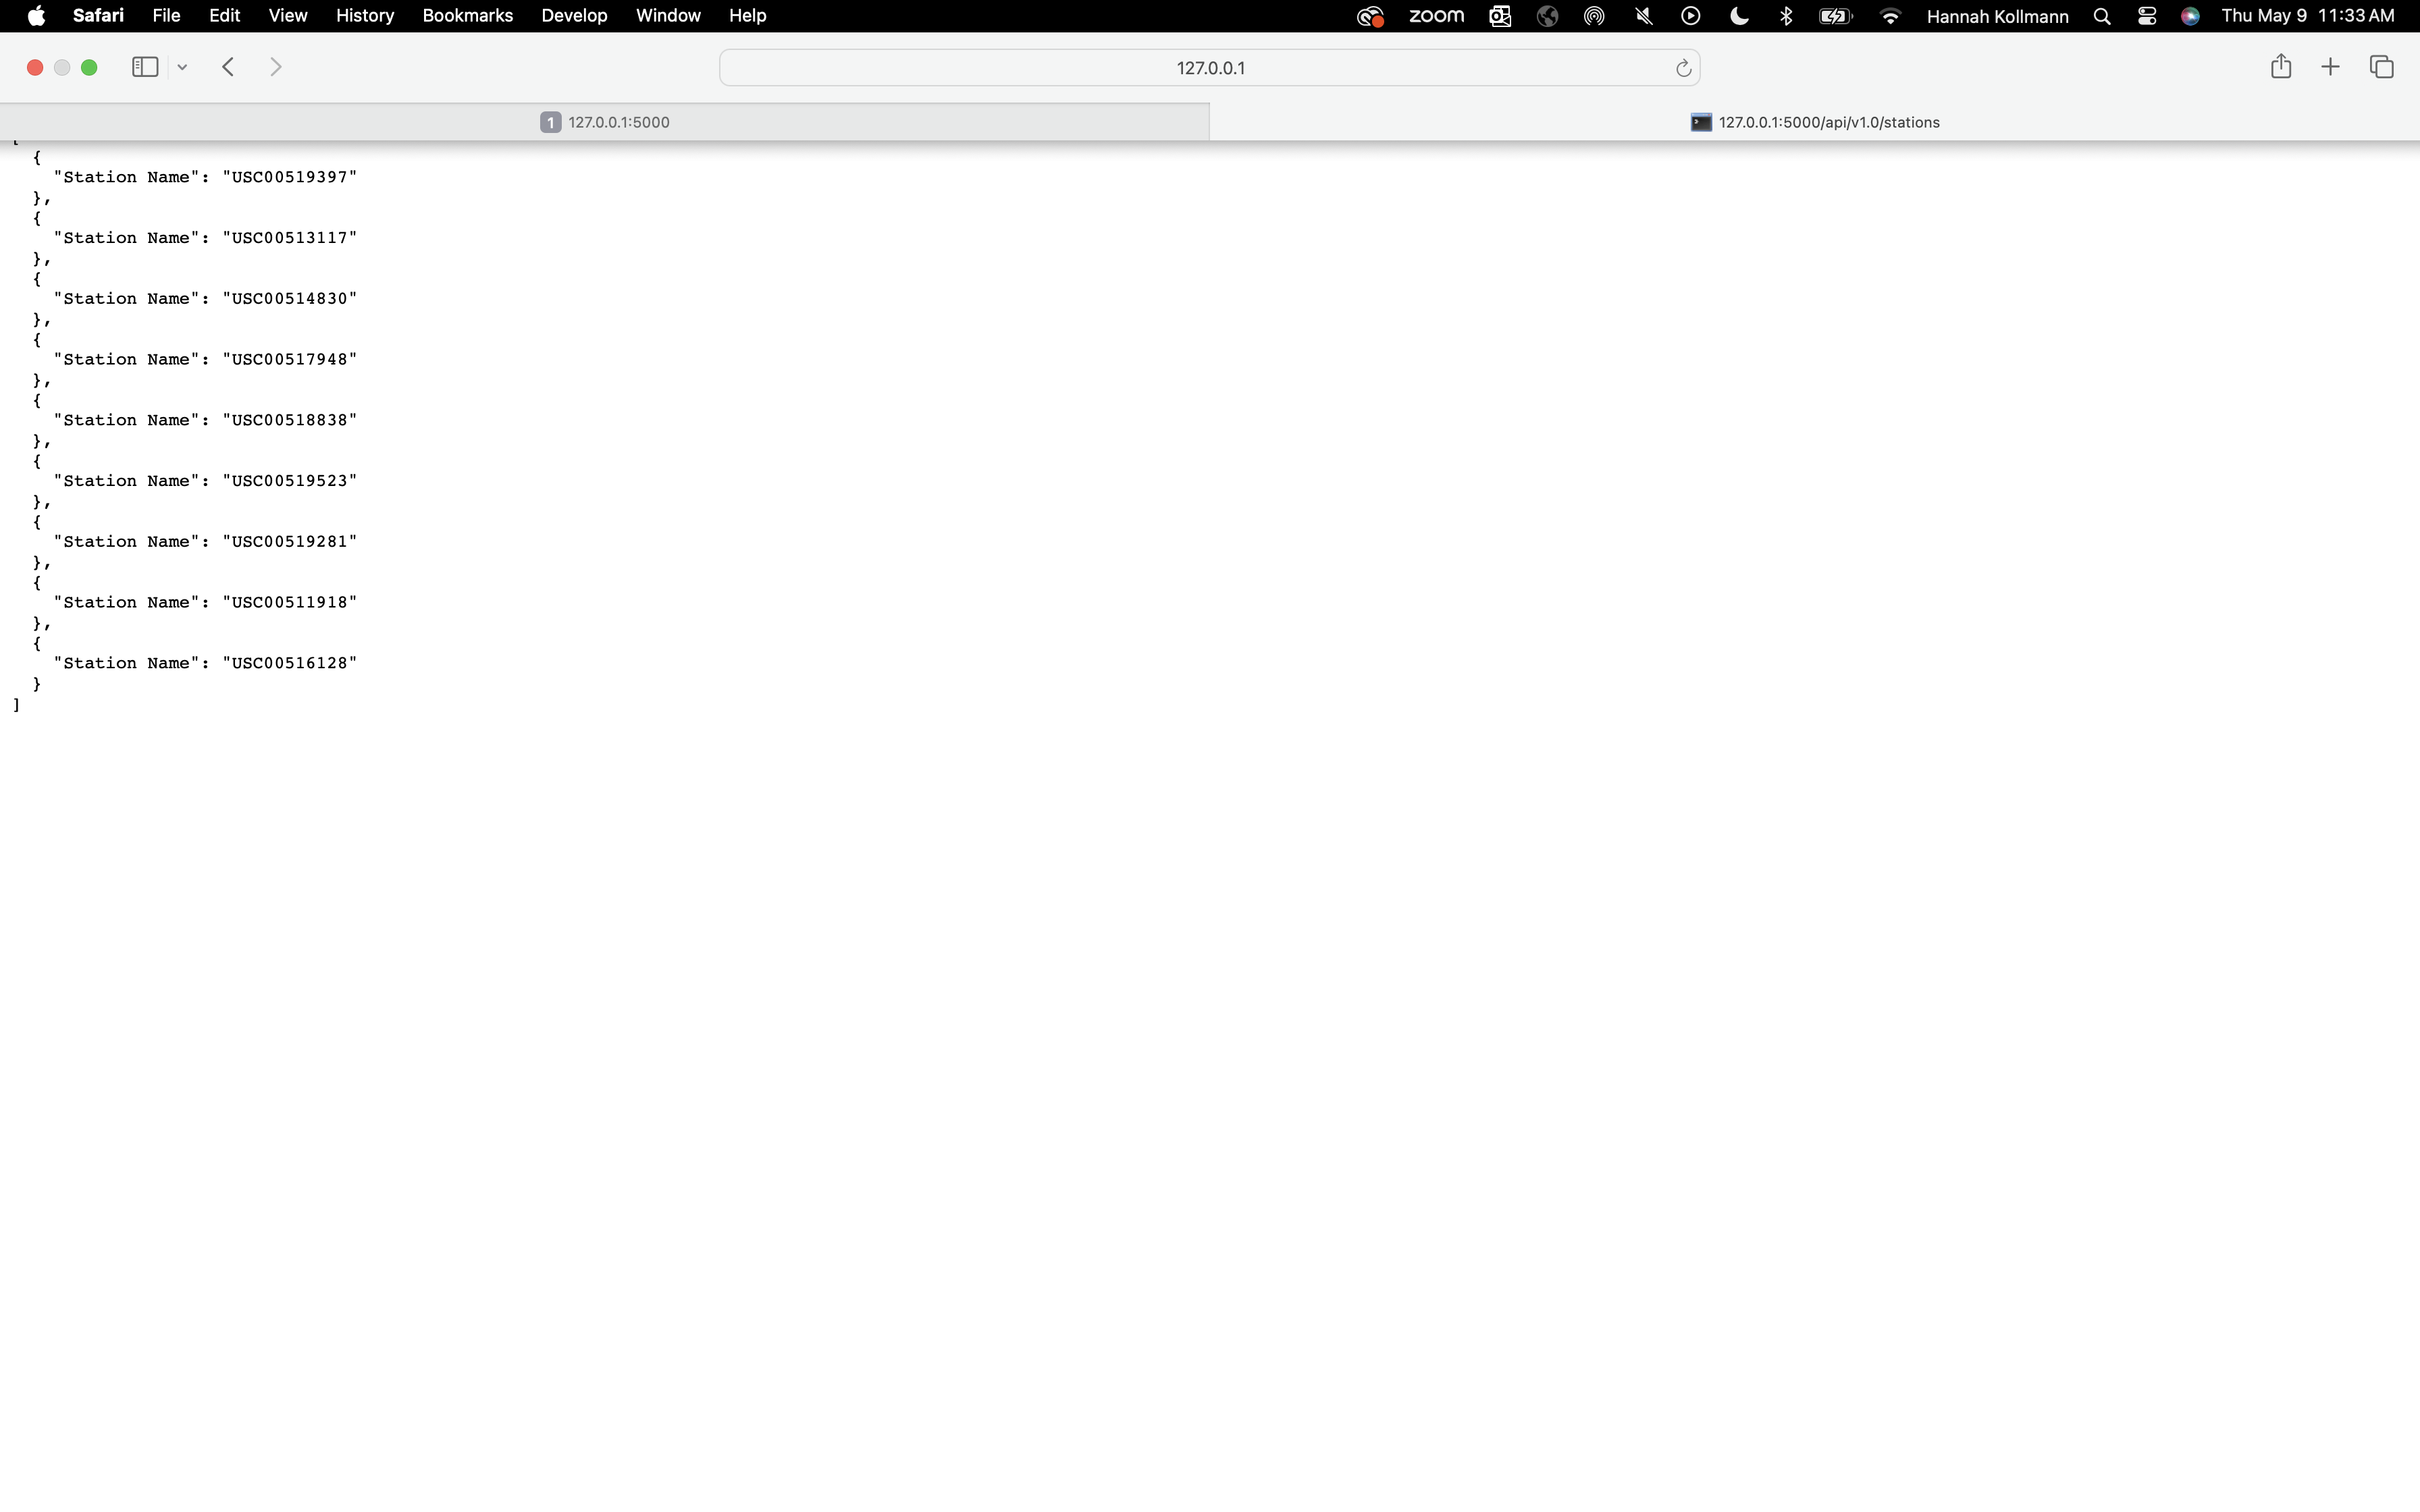 Safari File Edit View History Bookmarks Develop Window Help zoom Hannah Kollmann Thu May 9 11:33 AM
127.0.0.1
1 127.0.0.1:5000 127.0.0.1:5000/api/v1.0/stations
[
{
"Station Name": "USC00519397"
},
{
"Station Name": "USC00513117"
},
{
"Station Name": "USC00514830"
},
{
"Station Name": "USC00517948"
},
{
"Station Name": "USC00518838"
},
{
"Station Name": "USC00519523"
},
{
"Station Name": "USC00519281"
},
{
"Station Name": "USC00511918"
},
{
"Station Name": "USC00516128"
}
]